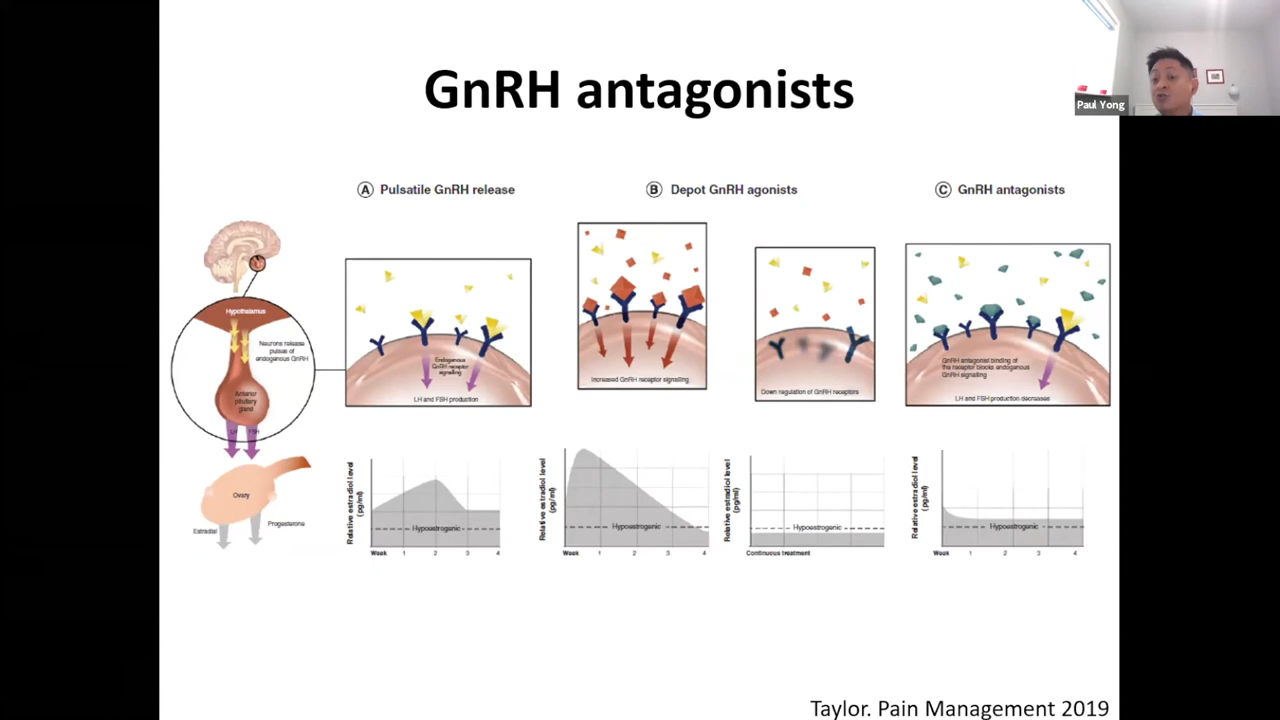 GnRH antagonists
Paul Yong
A Pulsatile GnRH release
B Depot GnRH agonists
C GnRH antagonists
Hypothalamus
Neurons release
pulses of
endogenous GnRH
Anterior
pituitary
gland
LH FSH
Ovary
Estradiol
Progesterone
Endogenous
GnRH receptor
signalling
LH and FSH production
Increased GnRH receptor signalling
Down regulation of GnRH receptors
GnRH antagonist binding of
the receptor blocks endogenous
GnRH signalling
LH and FSH production decreases
Relative estradiol level
(pg/ml)
Hypoestrogenic
Week 1 2 3 4
Relative estradiol level
(pg/ml)
Hypoestrogenic
Week 1 2 3 4
Relative estradiol level
(pg/ml)
Hypoestrogenic
Continuous treatment
Relative estradiol level
(pg/ml)
Hypoestrogenic
Week 1 2 3 4
Taylor. Pain Management 2019